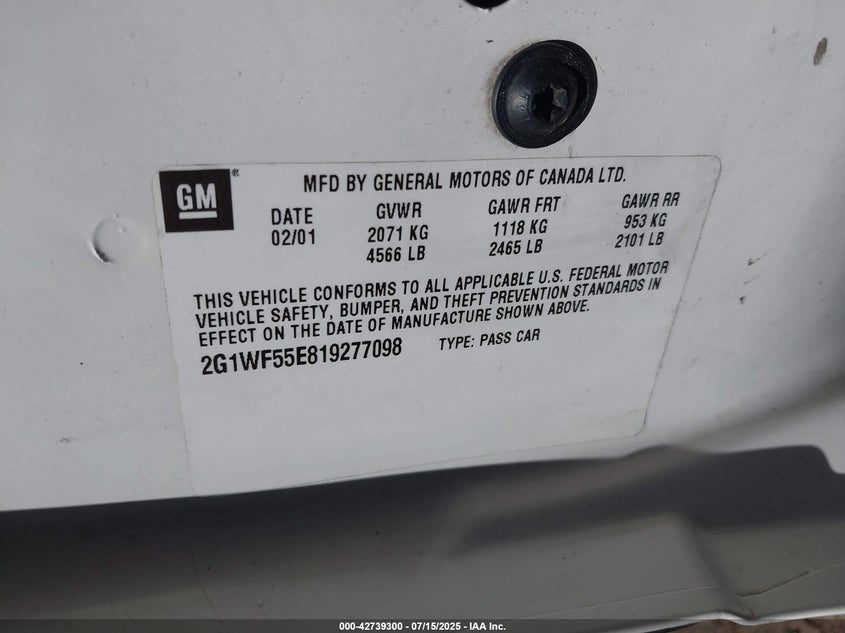 GM®
MFD BY GENERAL MOTORS OF CANADA LTD.
DATE GVWR GAWR FRT GAWR RR
02/01 2071 KG 1118 KG 953 KG
4566 LB 2465 LB 2101 LB
THIS VEHICLE CONFORMS TO ALL APPLICABLE U.S. FEDERAL MOTOR
VEHICLE SAFETY, BUMPER, AND THEFT PREVENTION STANDARDS IN
EFFECT ON THE DATE OF MANUFACTURE SHOWN ABOVE.
2G1WF55E819277098 TYPE: PASS CAR
000-42739300 - 07/15/2025 - IAA Inc.